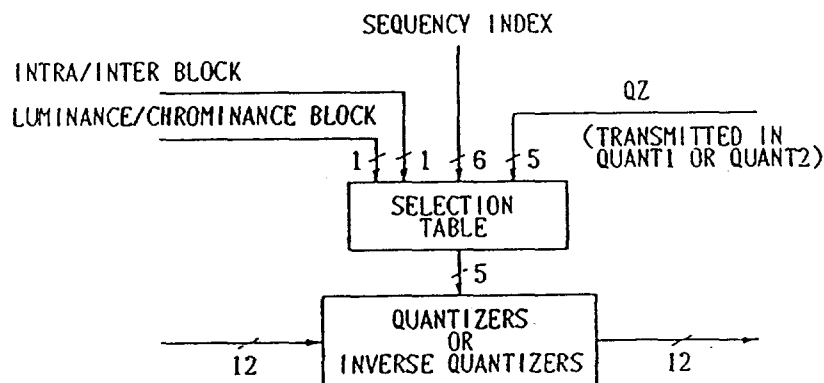 SEQUENCY INDEX
INTRA/INTER BLOCK
LUMINANCE/CHROMINANCE BLOCK
QZ
(TRANSMITTED IN
QUANT1 OR QUANT2)
1 1 6 5
SELECTION
TABLE
5
QUANTIZERS
OR
INVERSE QUANTIZERS
12
12